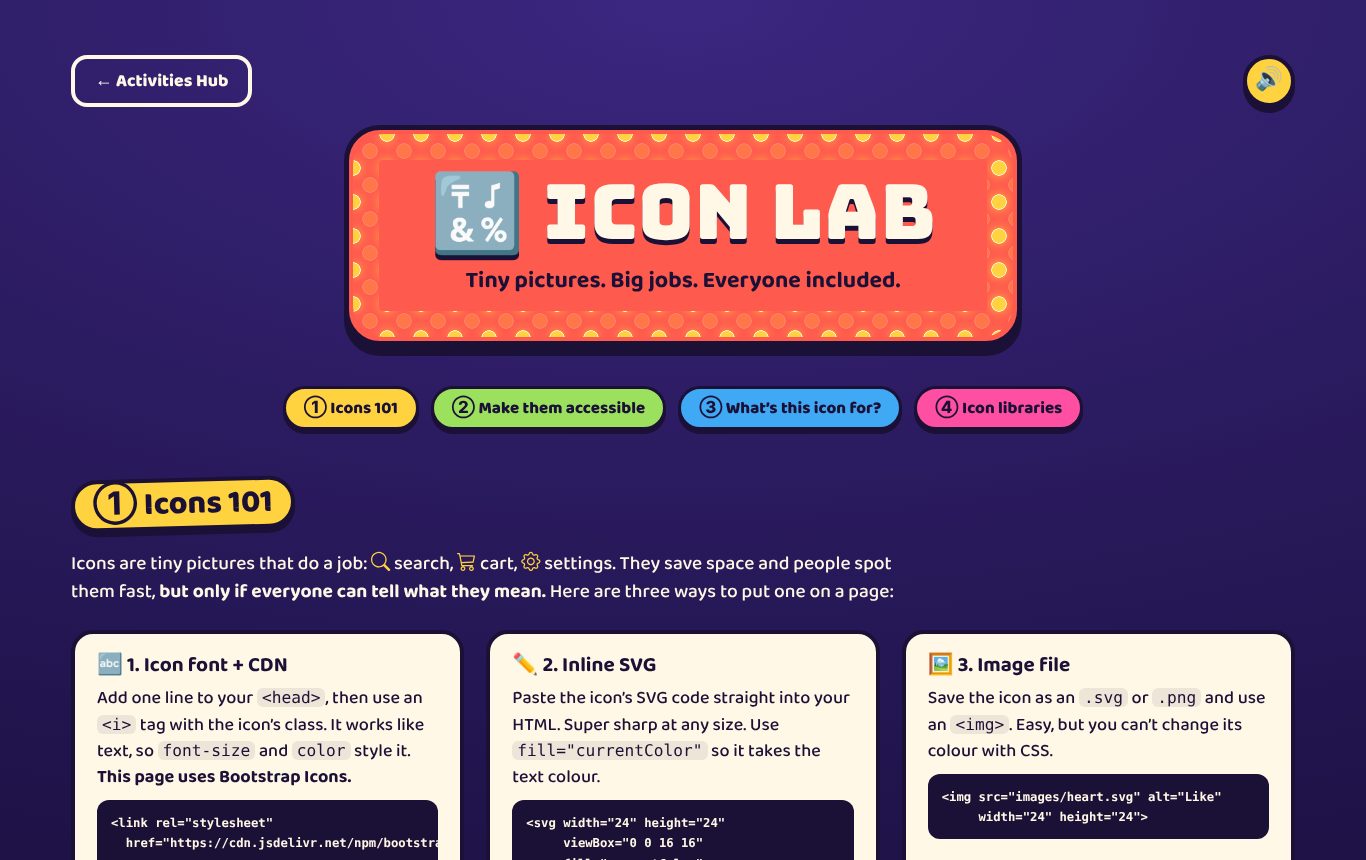 ← Activities Hub
ICON LAB
Tiny pictures. Big jobs. Everyone included.
① Icons 101
② Make them accessible
③ What's this icon for?
④ Icon libraries
① Icons 101
Icons are tiny pictures that do a job: search, cart, settings. They save space and people spot
them fast, but only if everyone can tell what they mean. Here are three ways to put one on a page:
1. Icon font + CDN
Add one line to your <head>, then use an
<i> tag with the icon's class. It works like
text, so font-size and color style it.
This page uses Bootstrap Icons.
<link rel="stylesheet"
href="https://cdn.jsdelivr.net/npm/bootstra
2. Inline SVG
Paste the icon's SVG code straight into your
HTML. Super sharp at any size. Use
fill="currentColor" so it takes the
text colour.
<svg width="24" height="24"
viewBox="0 0 16 16"
3. Image file
Save the icon as an .svg or .png and use
an <img>. Easy, but you can't change its
colour with CSS.
<img src="images/heart.svg" alt="Like"
width="24" height="24">